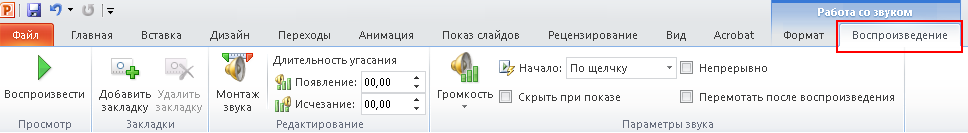 Работа со звуком
Файл Главная Вставка Дизайн Переходы Анимация Показ слайдов Рецензирование Вид Acrobat Формат Воспроизведение
Воспроизвести
Просмотр
Добавить закладку
Удалить закладку
Закладки
Монтаж звука
Длительность угасания
Появление: 00,00
Исчезание: 00,00
Редактирование
Громкость
Начало: По щелчку
Скрыть при показе
Непрерывно
Перемотать после воспроизведения
Параметры звука